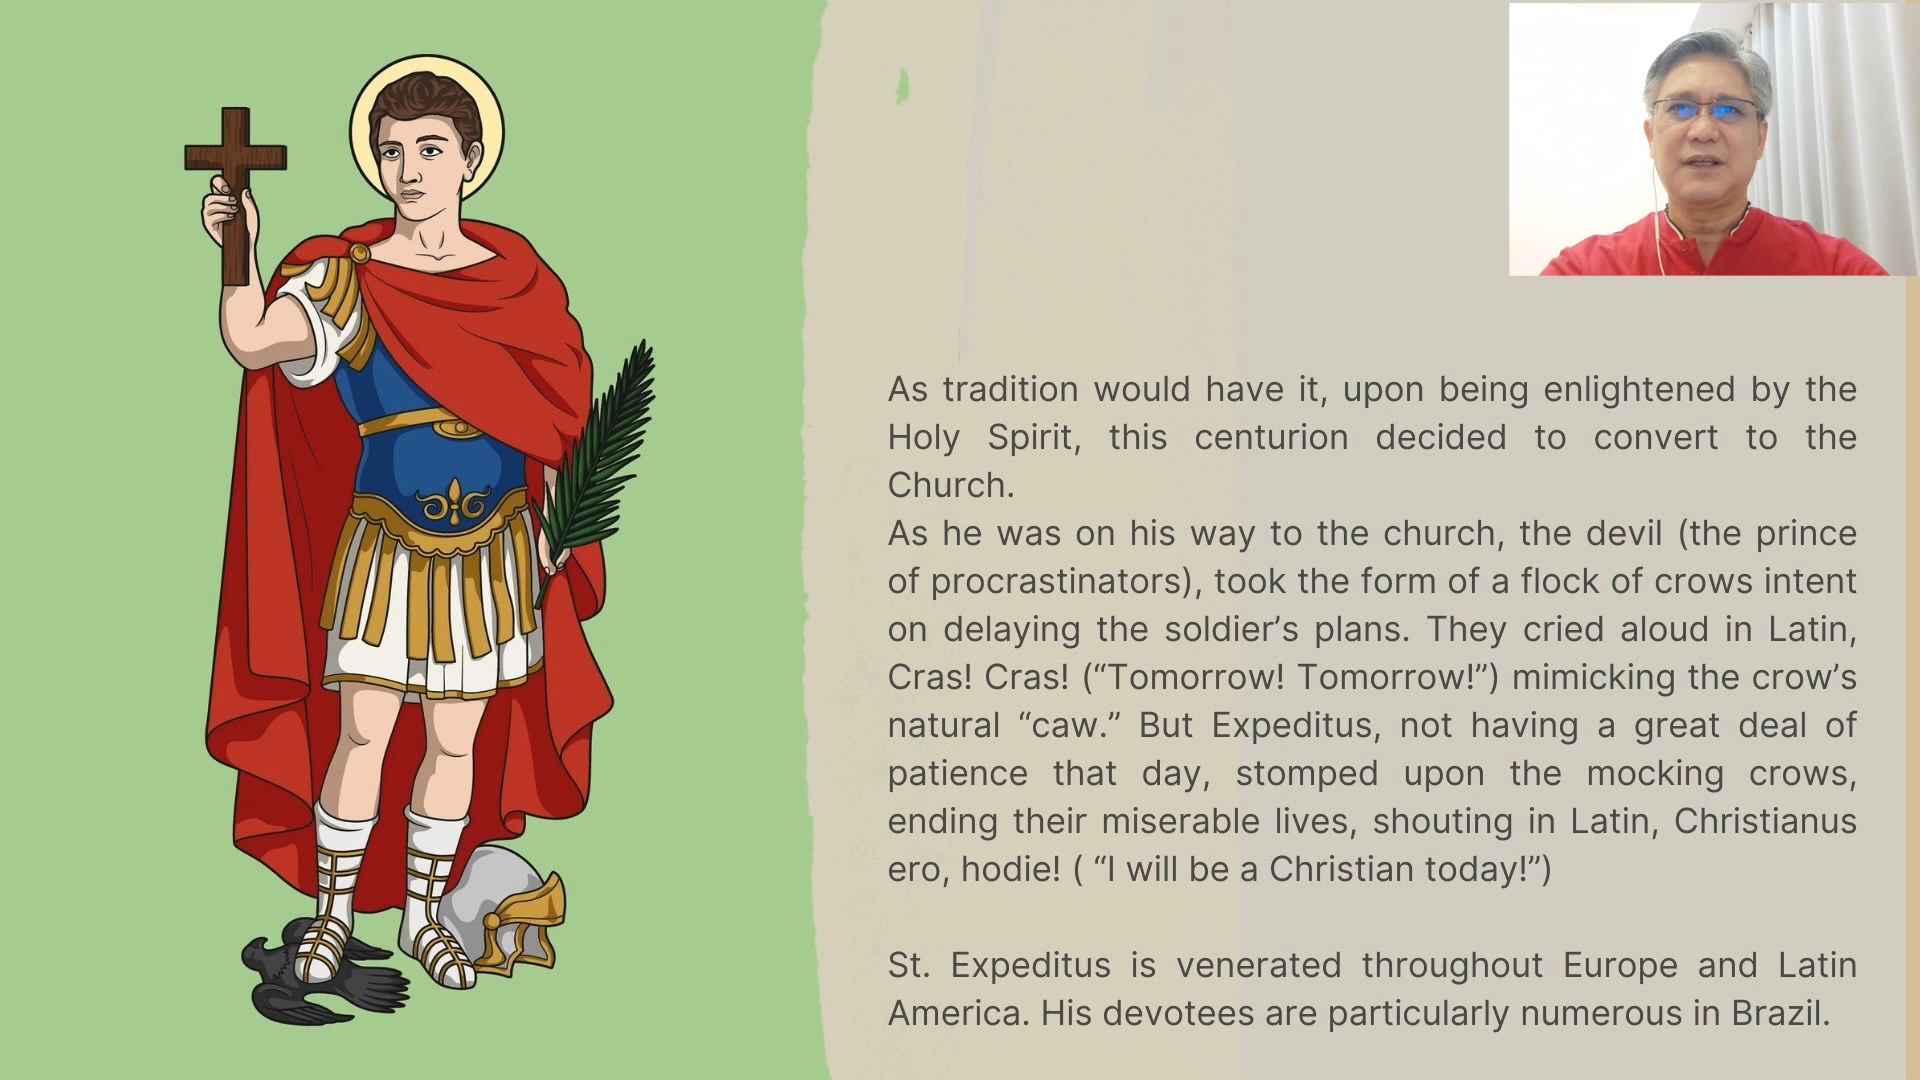 As tradition would have it, upon being enlightened by the
Holy Spirit, this centurion decided to convert to the
Church.
As he was on his way to the church, the devil (the prince
of procrastinators), took the form of a flock of crows intent
on delaying the soldier’s plans. They cried aloud in Latin,
Cras! Cras! (“Tomorrow! Tomorrow!”) mimicking the crow’s
natural “caw.” But Expeditus, not having a great deal of
patience that day, stomped upon the mocking crows,
ending their miserable lives, shouting in Latin, Christianus
ero, hodie! ( “I will be a Christian today!”)
St. Expeditus is venerated throughout Europe and Latin
America. His devotees are particularly numerous in Brazil.